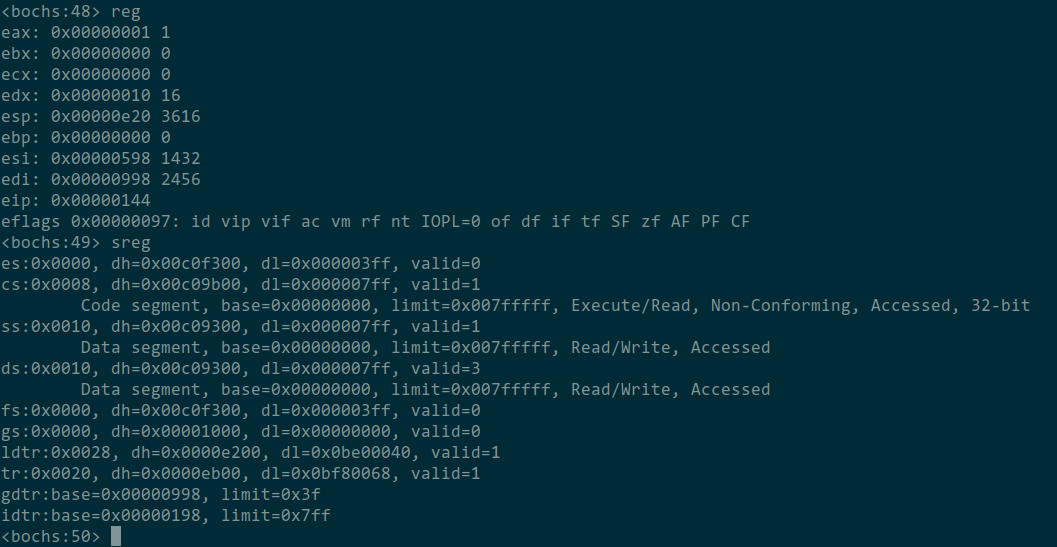 <bochs:48> reg
eax: 0x00000001 1
ebx: 0x00000000 0
ecx: 0x00000000 0
edx: 0x00000010 16
esp: 0x00000e20 3616
ebp: 0x00000000 0
esi: 0x00000598 1432
edi: 0x00000998 2456
eip: 0x00000144
eflags 0x00000097: id vip vif ac vm rf nt IOPL=0 of df if tf SF zf AF PF CF
<bochs:49> sreg
es:0x0000, dh=0x00c0f300, dl=0x000003ff, valid=0
cs:0x0008, dh=0x00c09b00, dl=0x000007ff, valid=1
        Code segment, base=0x00000000, limit=0x007fffff, Execute/Read, Non-Conforming, Accessed, 32-bit
ss:0x0010, dh=0x00c09300, dl=0x000007ff, valid=1
        Data segment, base=0x00000000, limit=0x007fffff, Read/Write, Accessed
ds:0x0010, dh=0x00c09300, dl=0x000007ff, valid=3
        Data segment, base=0x00000000, limit=0x007fffff, Read/Write, Accessed
fs:0x0000, dh=0x00c0f300, dl=0x000003ff, valid=0
gs:0x0000, dh=0x00001000, dl=0x00000000, valid=0
ldtr:0x0028, dh=0x0000e200, dl=0x0be00040, valid=1
tr:0x0020, dh=0x0000eb00, dl=0x0bf80068, valid=1
gdtr:base=0x00000998, limit=0x3f
idtr:base=0x00000198, limit=0x7ff
<bochs:50>